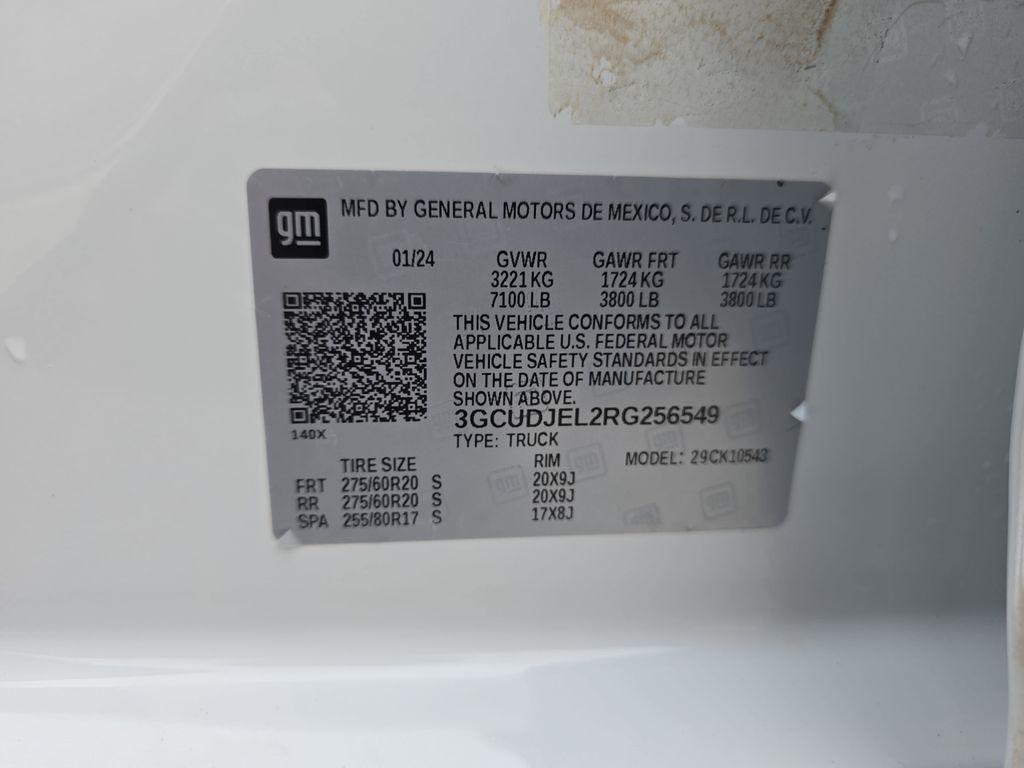 gm
MFD BY GENERAL MOTORS DE MEXICO, S. DE R.L. DE C.V.
01/24 GVWR GAWR FRT GAWR RR
3221 KG 1724 KG 1724 KG
7100 LB 3800 LB 3800 LB
THIS VEHICLE CONFORMS TO ALL
APPLICABLE U.S. FEDERAL MOTOR
VEHICLE SAFETY STANDARDS IN EFFECT
ON THE DATE OF MANUFACTURE
SHOWN ABOVE.
3GCUDJEL2RG256549
140X
TYPE: TRUCK
TIRE SIZE RIM MODEL: 29CK10543
FRT 275/60R20 S 20X9J
RR 275/60R20 S 20X9J
SPA 255/80R17 S 17X8J